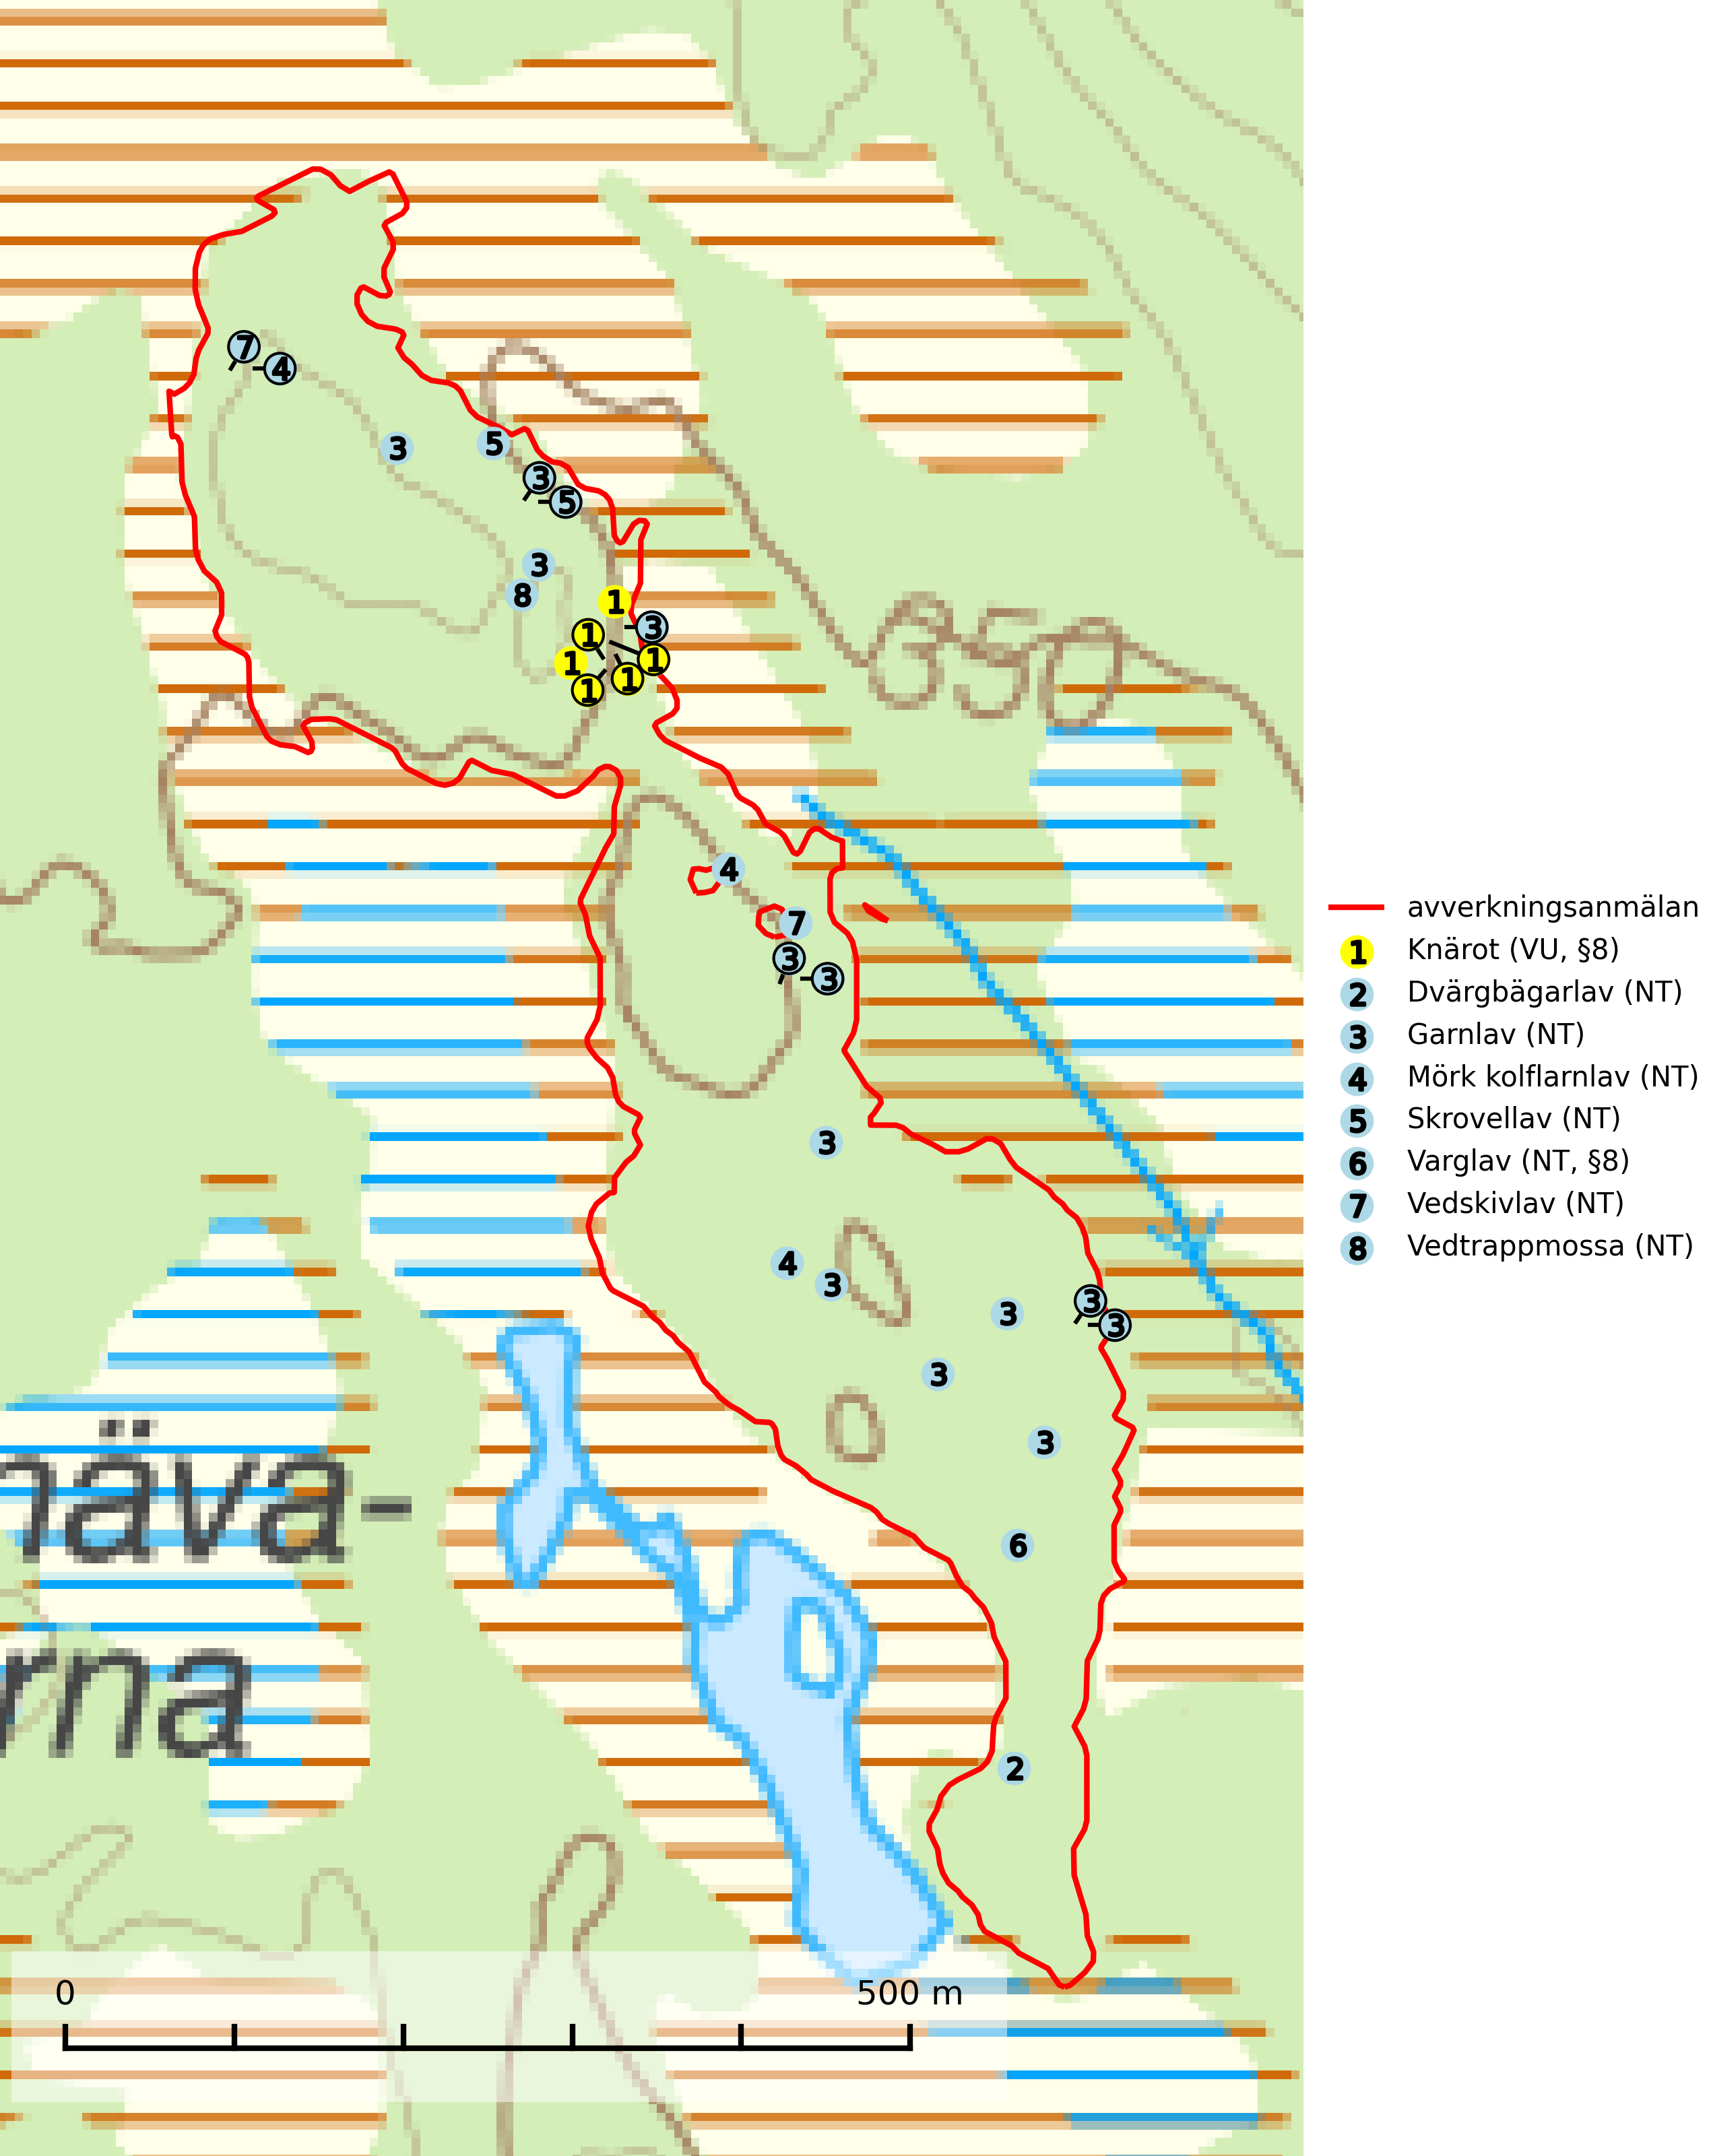 7
4
3
5
3
5
3
8
1
3
1
1
1
1
1
650
4
7
3
3
avverkningsanmälan
1 Knärot (VU, §8)
2 Dvärgbägarlav (NT)
3 Garnlav (NT)
4 Mörk kolflarnlav (NT)
5 Skrovellav (NT)
6 Varglav (NT, §8)
7 Vedskivlav (NT)
8 Vedtrappmossa (NT)
3
4
3
3
3
3
3
3
näva-
6
rna
2
0 500 m